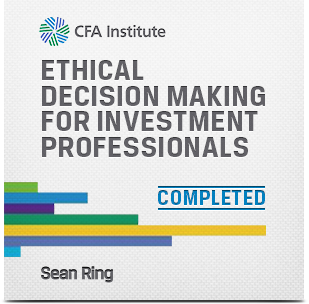 CFA Institute
ETHICAL
DECISION MAKING
FOR INVESTMENT
PROFESSIONALS
COMPLETED
Sean Ring